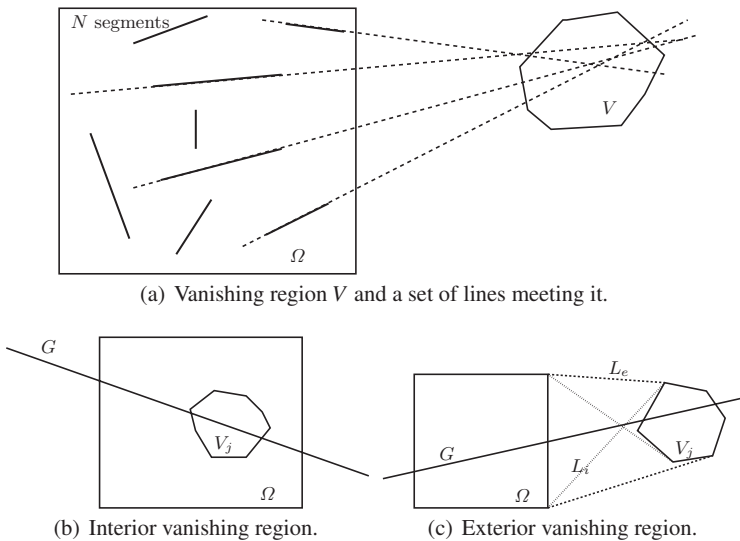 N segments
V
Ω
(a) Vanishing region V and a set of lines meeting it.
G
V_j
Ω
(b) Interior vanishing region.
L_e
G
V_j
L_i
Ω
(c) Exterior vanishing region.